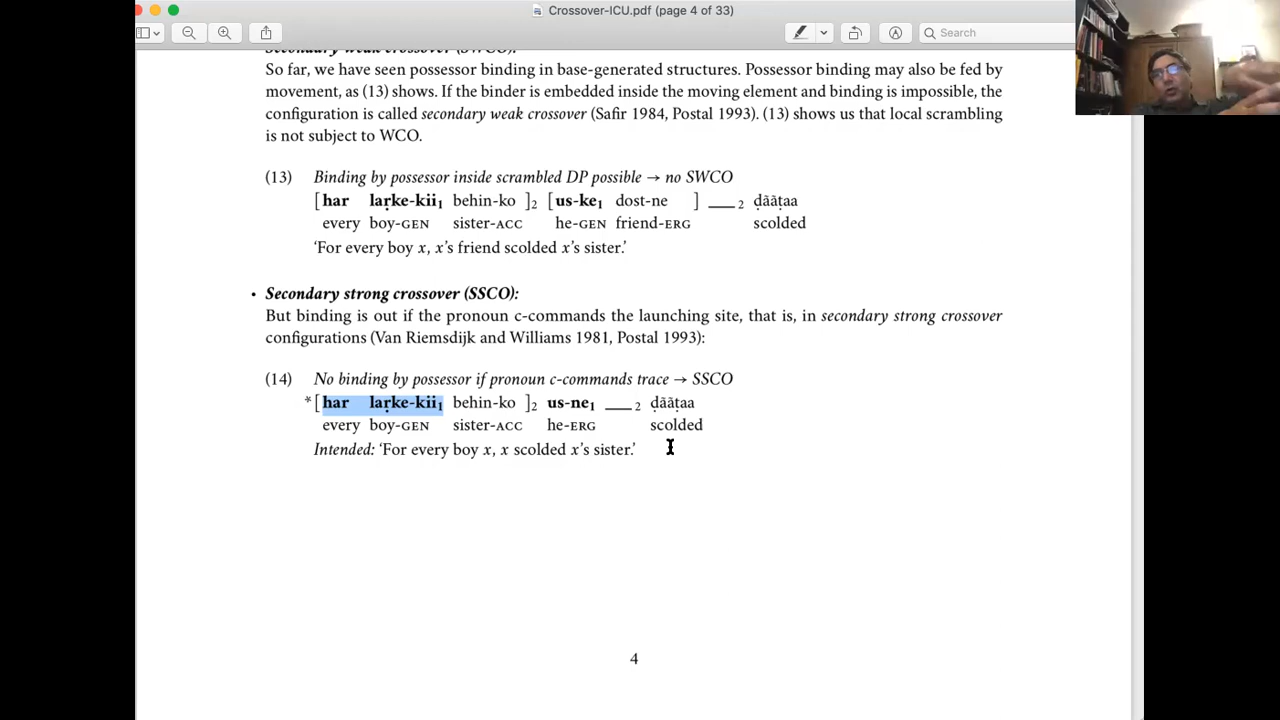 Crossover-ICU.pdf (page 4 of 33)
Search
Secondary weak crossover (SWCO):
So far, we have seen possessor binding in base-generated structures. Possessor binding may also be fed by
movement, as (13) shows. If the binder is embedded inside the moving element and binding is impossible, the
configuration is called secondary weak crossover (Safir 1984, Postal 1993). (13) shows us that local scrambling
is not subject to WCO.
(13) Binding by possessor inside scrambled DP possible → no SWCO
[ har laṛke-kii₁ behin-ko ]₂ [ us-ke₁ dost-ne ] ___ ₂ ḍããṭaa
every boy-GEN sister-ACC he-GEN friend-ERG scolded
‘For every boy x, x’s friend scolded x’s sister.’
• Secondary strong crossover (SSCO):
But binding is out if the pronoun c-commands the launching site, that is, in secondary strong crossover
configurations (Van Riemsdijk and Williams 1981, Postal 1993):
(14) No binding by possessor if pronoun c-commands trace → SSCO
*[ har laṛke-kii₁ behin-ko ]₂ us-ne₁ ___ ₂ ḍããṭaa
every boy-GEN sister-ACC he-ERG scolded
Intended: ‘For every boy x, x scolded x’s sister.’
4